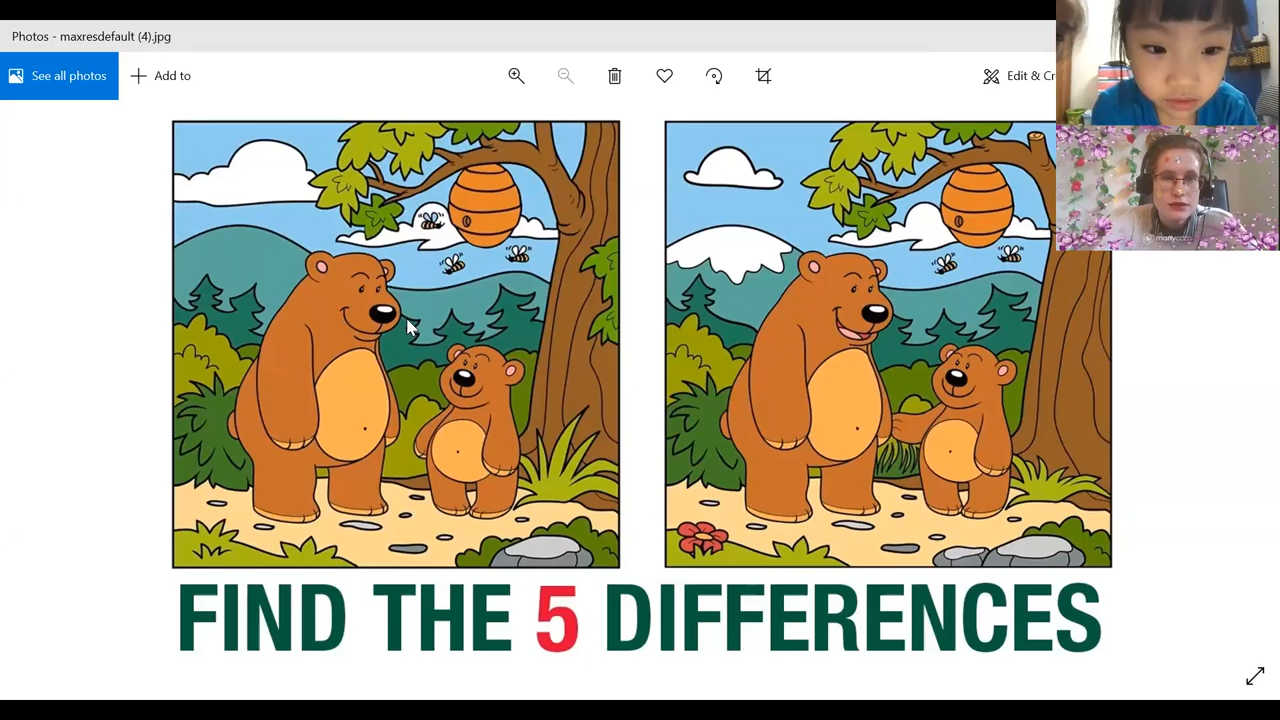 Photos - maxresdefault (4).jpg
See all photos
Add to
Edit & Cr
FIND THE 5 DIFFERENCES